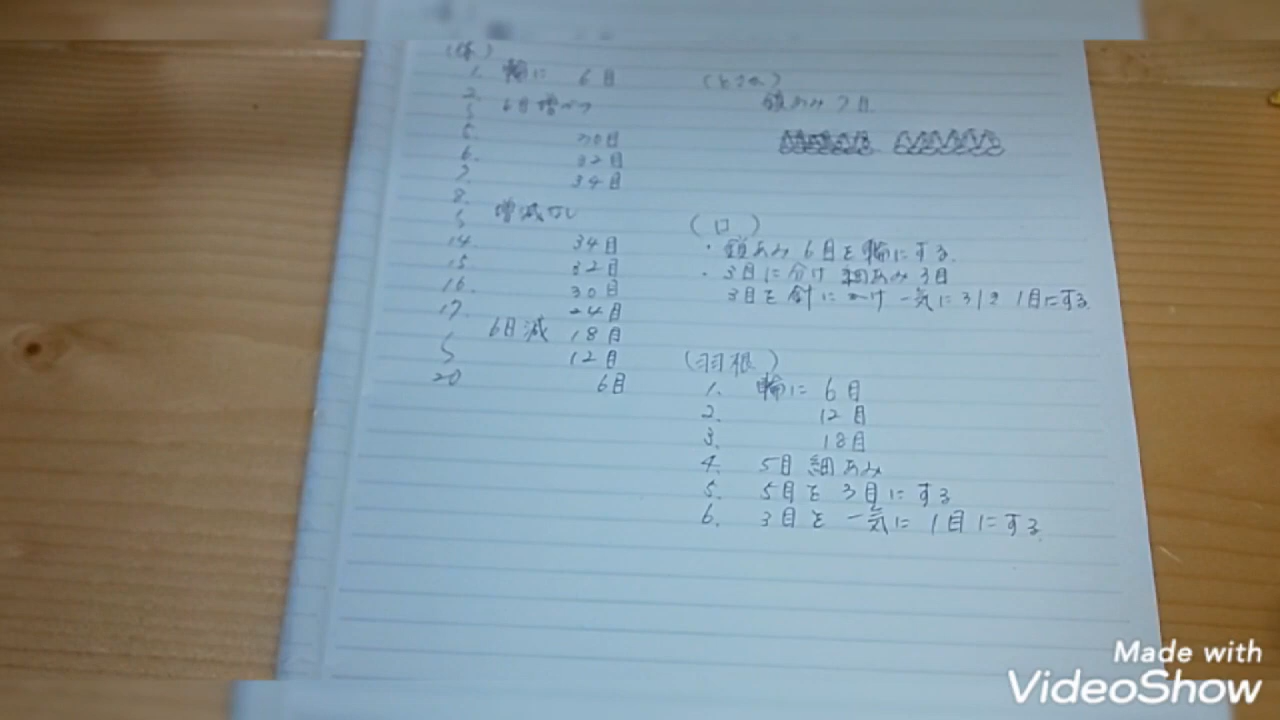 (体)
1. 輪に 6目
2. 6目増べつ
5. 30目
6. 32目
7. 34目
8.
増減なし
14. 34目
15 32目
16. 30目
17. 24目
6目減 18目
12目
20 6目
(とさか)
鎖あみ 7目
(口)
・鎖あみ 6目を輪にする.
・3目に分け 細あみ 3目
3目を針にかけ 一気に引き 1目にする
(羽根)
1. 輪に 6目
2. 12目
3. 18目
4. 5目 細あみ
5. 5目を 3目にする
6. 3目を 一気に 1目にする.
Made with
VideoShow